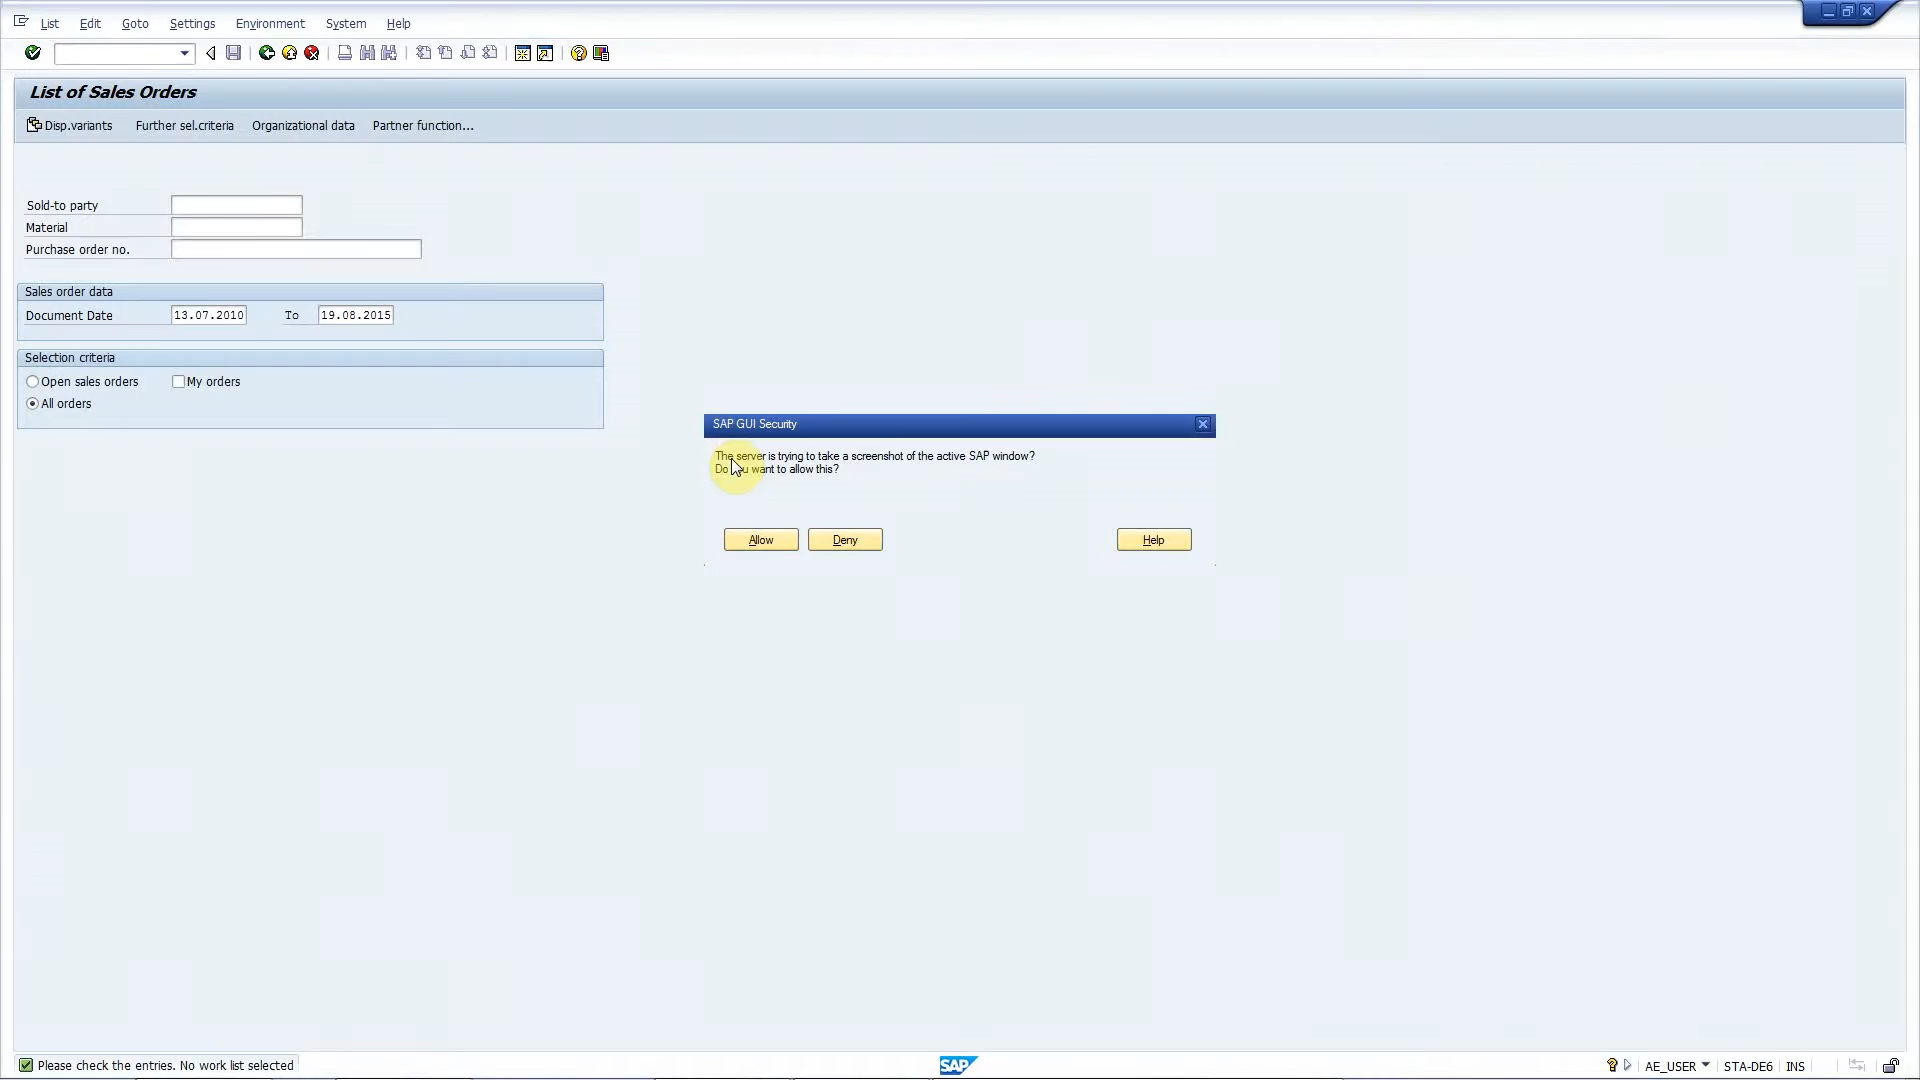 List Edit Goto Settings Environment System Help
List of Sales Orders
Disp.variants Further sel.criteria Organizational data Partner function...
Sold-to party
Material
Purchase order no.
Sales order data
Document Date 13.07.2010 To 19.08.2015
Selection criteria
Open sales orders My orders
All orders
SAP GUI Security
The server is trying to take a screenshot of the active SAP window?
Do you want to allow this?
Allow Deny Help
Please check the entries. No work list selected SAP AE_USER STA-DE6 INS